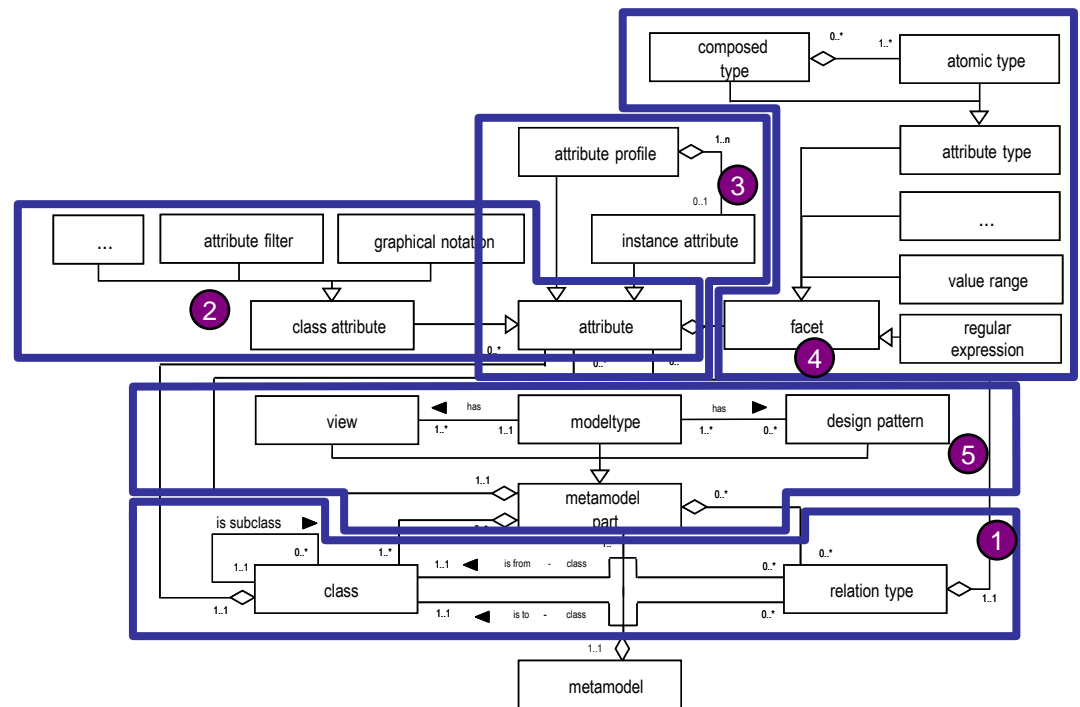 0..*
1..*
composed
type
atomic type
1..n
attribute profile
attribute type
3
0..1
...
attribute filter
graphical notation
instance attribute
...
value range
2
class attribute
attribute
facet
regular
expression
4
0..*
0..*
0..
has
has
view
modeltype
design pattern
1..*
1..1
1..*
0..*
5
1..1
metamodel
part
0..*
is subclass
1
0..*
1..*
1..1
is from - class
0..*
0..*
1..1
class
relation type
1..1
1..1
is to - class
0..*
1..1
1..1
metamodel